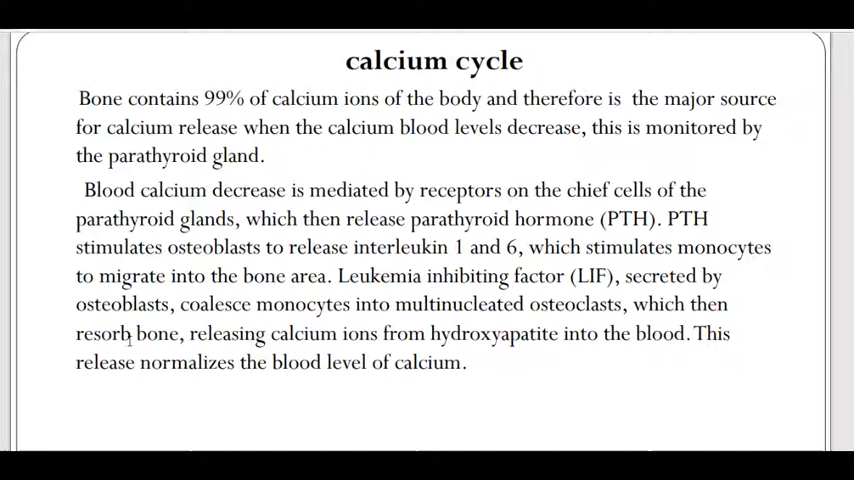 calcium cycle
Bone contains 99% of calcium ions of the body and therefore is the major source
for calcium release when the calcium blood levels decrease, this is monitored by
the parathyroid gland.
Blood calcium decrease is mediated by receptors on the chief cells of the
parathyroid glands, which then release parathyroid hormone (PTH). PTH
stimulates osteoblasts to release interleukin 1 and 6, which stimulates monocytes
to migrate into the bone area. Leukemia inhibiting factor (LIF), secreted by
osteoblasts, coalesce monocytes into multinucleated osteoclasts, which then
resorb bone, releasing calcium ions from hydroxyapatite into the blood. This
release normalizes the blood level of calcium.